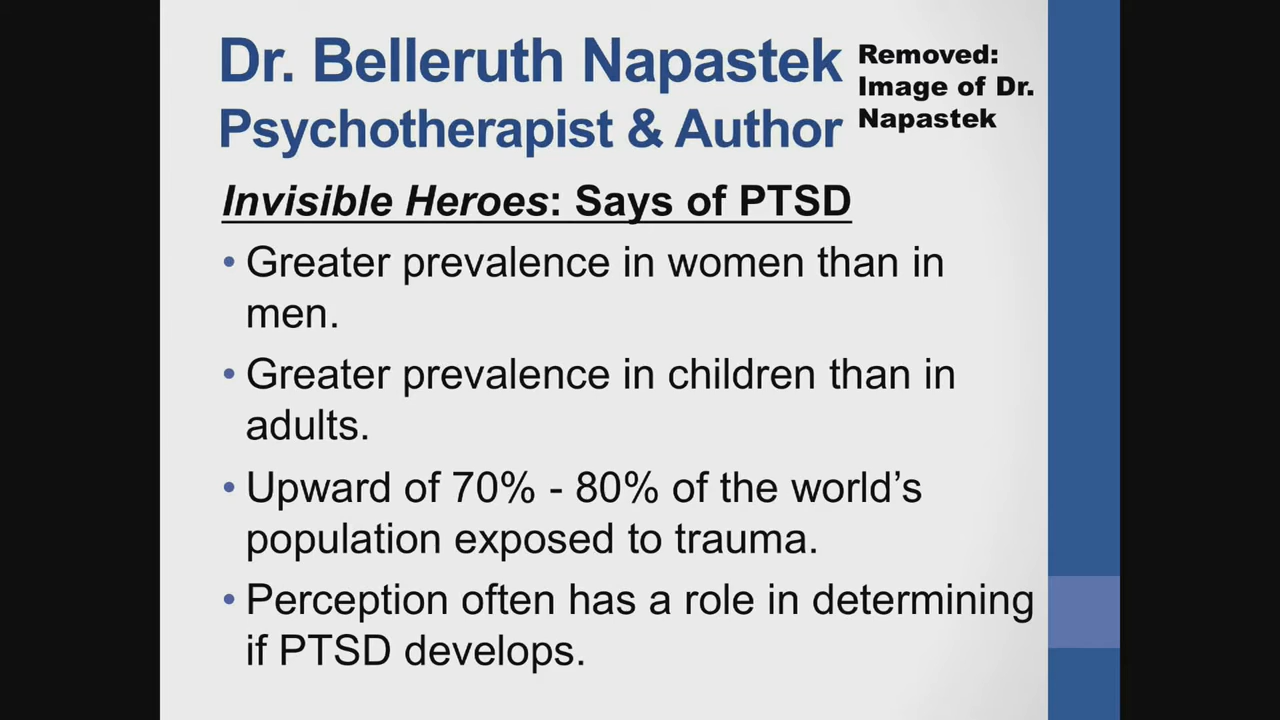 Dr. Belleruth Napastek
Psychotherapist & Author
Removed:
Image of Dr.
Napastek
Invisible Heroes: Says of PTSD
• Greater prevalence in women than in
men.
• Greater prevalence in children than in
adults.
• Upward of 70% - 80% of the world’s
population exposed to trauma.
• Perception often has a role in determining
if PTSD develops.